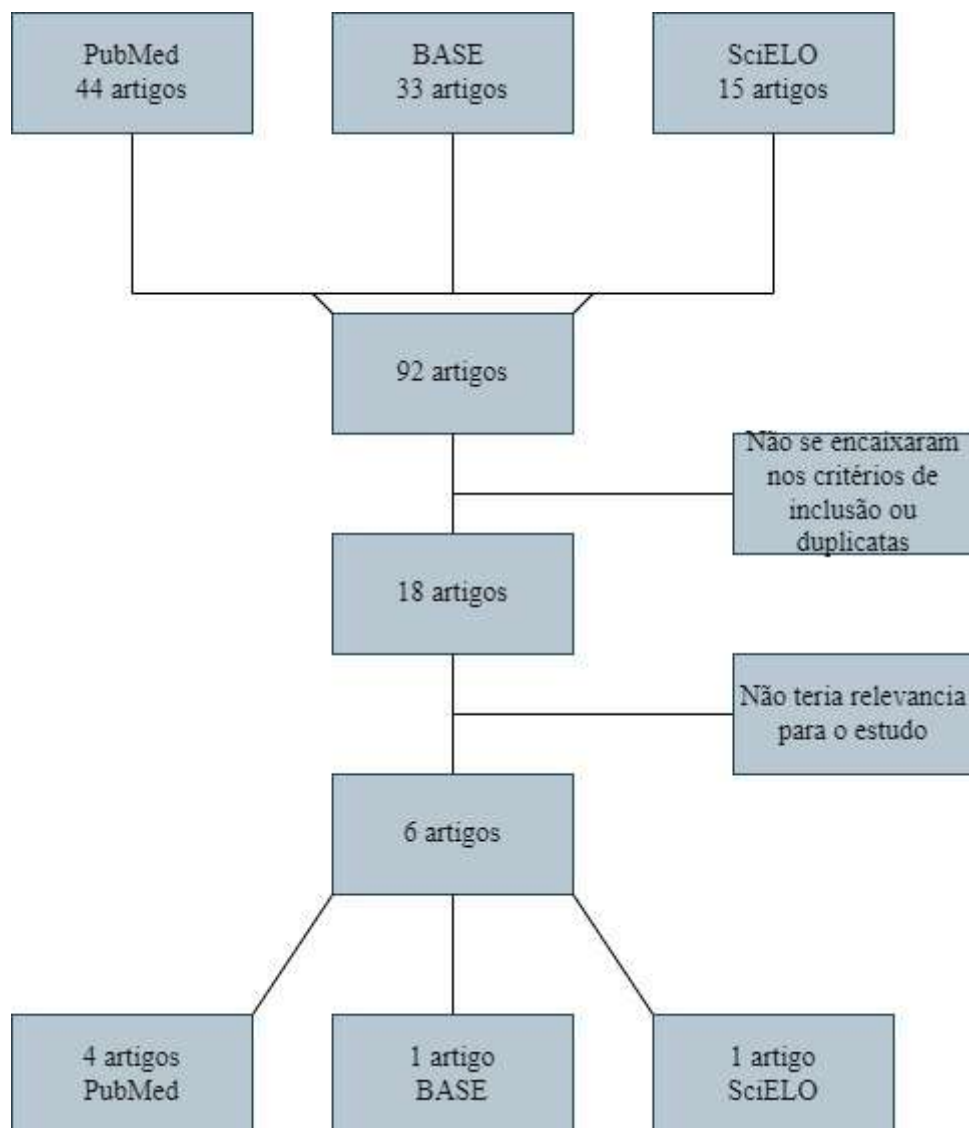 PubMed
44 artigos
BASE
33 artigos
SciELO
15 artigos
92 artigos
Não se encaixaram
nos critérios de
inclusão ou
duplicatas
18 artigos
Não teria relevancia
para o estudo
6 artigos
4 artigos
PubMed
1 artigo
BASE
1 artigo
SciELO